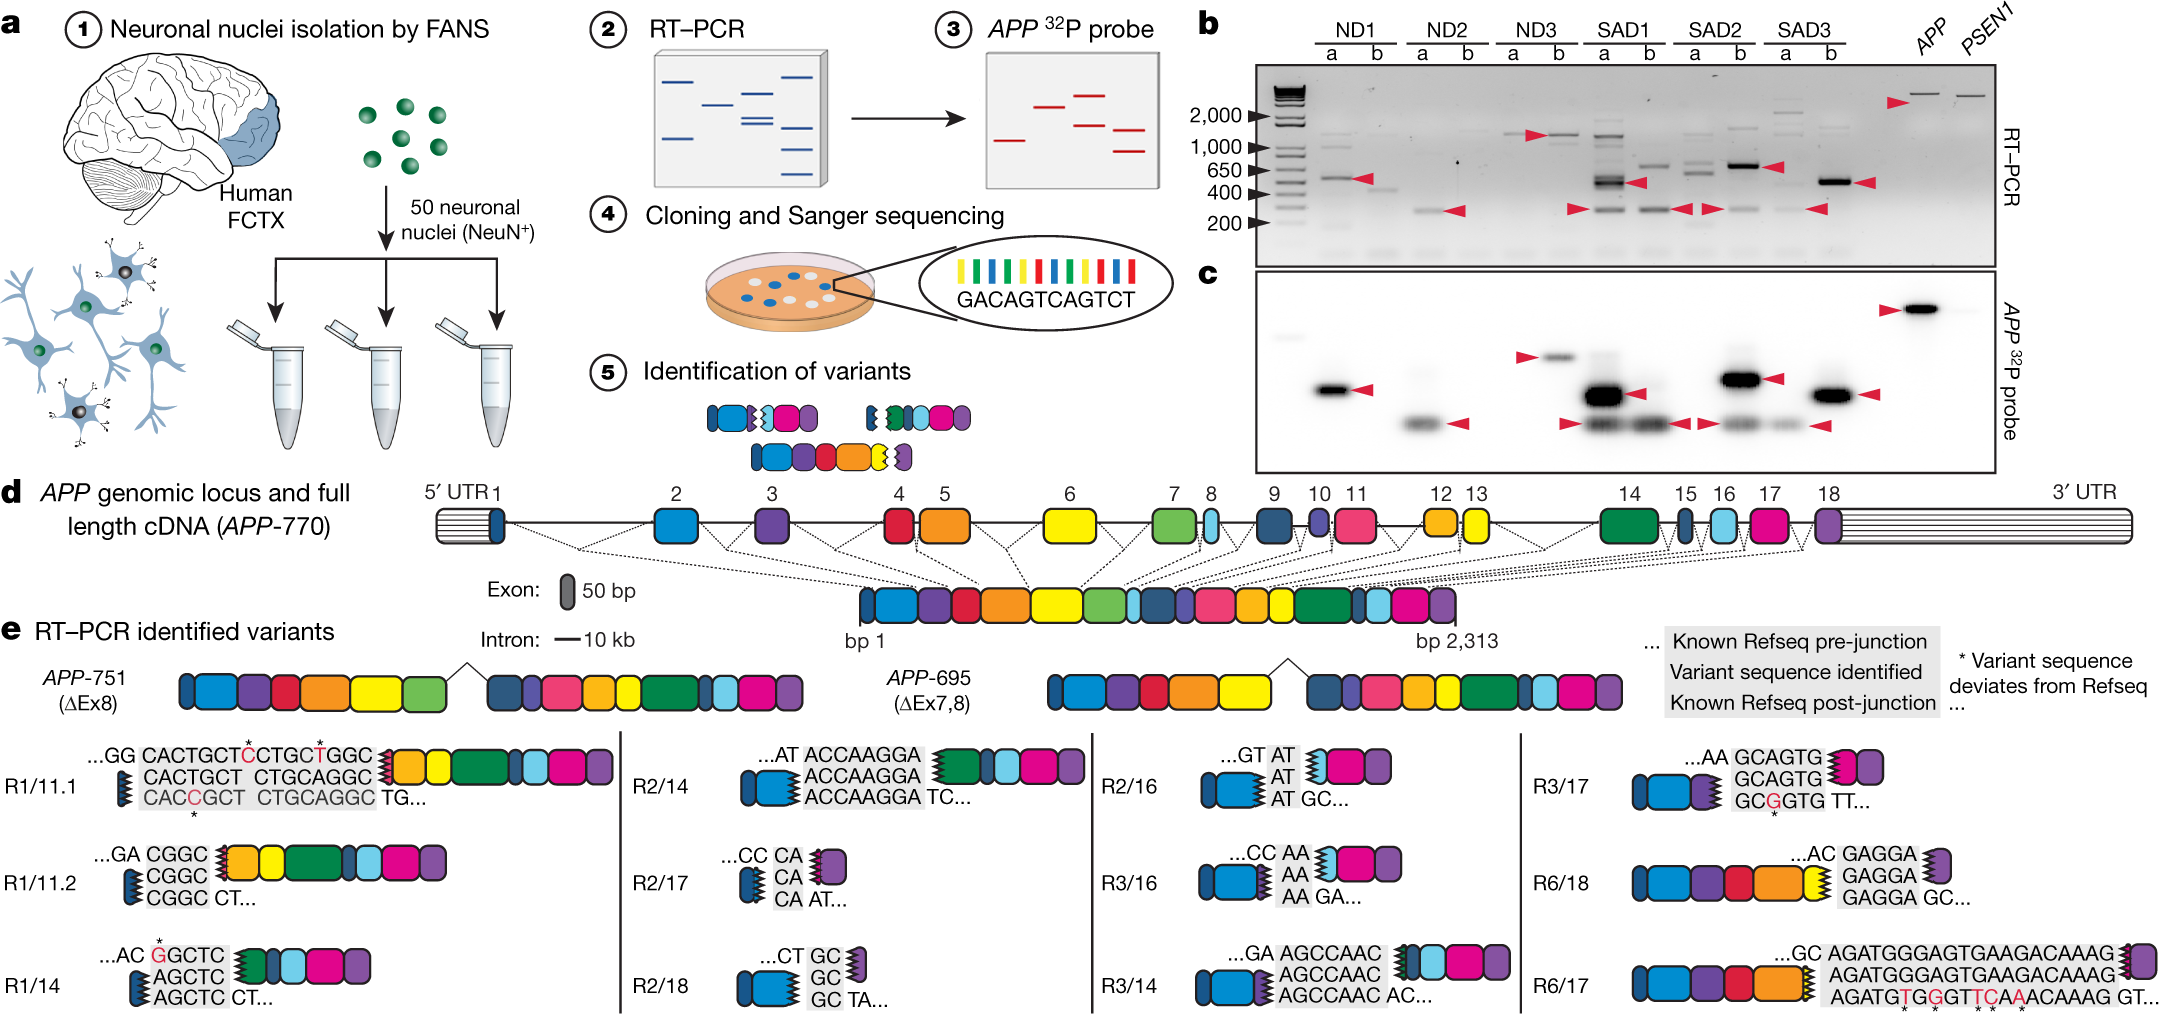 a
1 Neuronal nuclei isolation by FANS
Human
FCTX
50 neuronal
nuclei (NeuN⁺)
2 RT–PCR
3 APP ³²P probe
4 Cloning and Sanger sequencing
GACAGTCAGTCT
5 Identification of variants
b
ND1 ND2 ND3 SAD1 SAD2 SAD3 APP PSEN1
a b a b a b a b a b a b
2,000
1,000
650
400
200
RT–PCR
c
APP ³²P probe
d APP genomic locus and full
length cDNA (APP-770)
5′ UTR 1 2 3 4 5 6 7 8 9 10 11 12 13 14 15 16 17 18 3′ UTR
Exon: 50 bp
Intron: 10 kb
bp 1 bp 2,313
e RT–PCR identified variants
APP-751
(ΔEx8)
APP-695
(ΔEx7,8)
... Known Refseq pre-junction
Variant sequence identified
Known Refseq post-junction ...
* Variant sequence
deviates from Refseq
R1/11.1
* *
...GG CACTGCTCCTGCTGGC
CACTGCT CTGCAGGC
CACCGCT CTGCAGGC TG...
*
R1/11.2
...GA CGGC
CGGC
CGGC CT...
R1/14
*
...AC GGCTC
AGCTC
AGCTC CT...
R2/14
...AT ACCAAGGA
ACCAAGGA
ACCAAGGA TC...
R2/17
...CC CA
CA
CA AT...
R2/18
...CT GC
GC
GC TA...
R2/16
...GT AT
AT
AT GC...
R3/16
...CC AA
AA
AA GA...
R3/14
...GA AGCCAAC
AGCCAAC
AGCCAAC AC...
R3/17
...AA GCAGTG
GCAGTG
GCGGTG TT...
*
R6/18
...AC GAGGA
GAGGA
GAGGA GC...
R6/17
...GC AGATGGGAGTGAAGACAAAG
AGATGGGAGTGAAGACAAAG
AGATGTGGGTTCAAACAAAG GT...
* * * * *